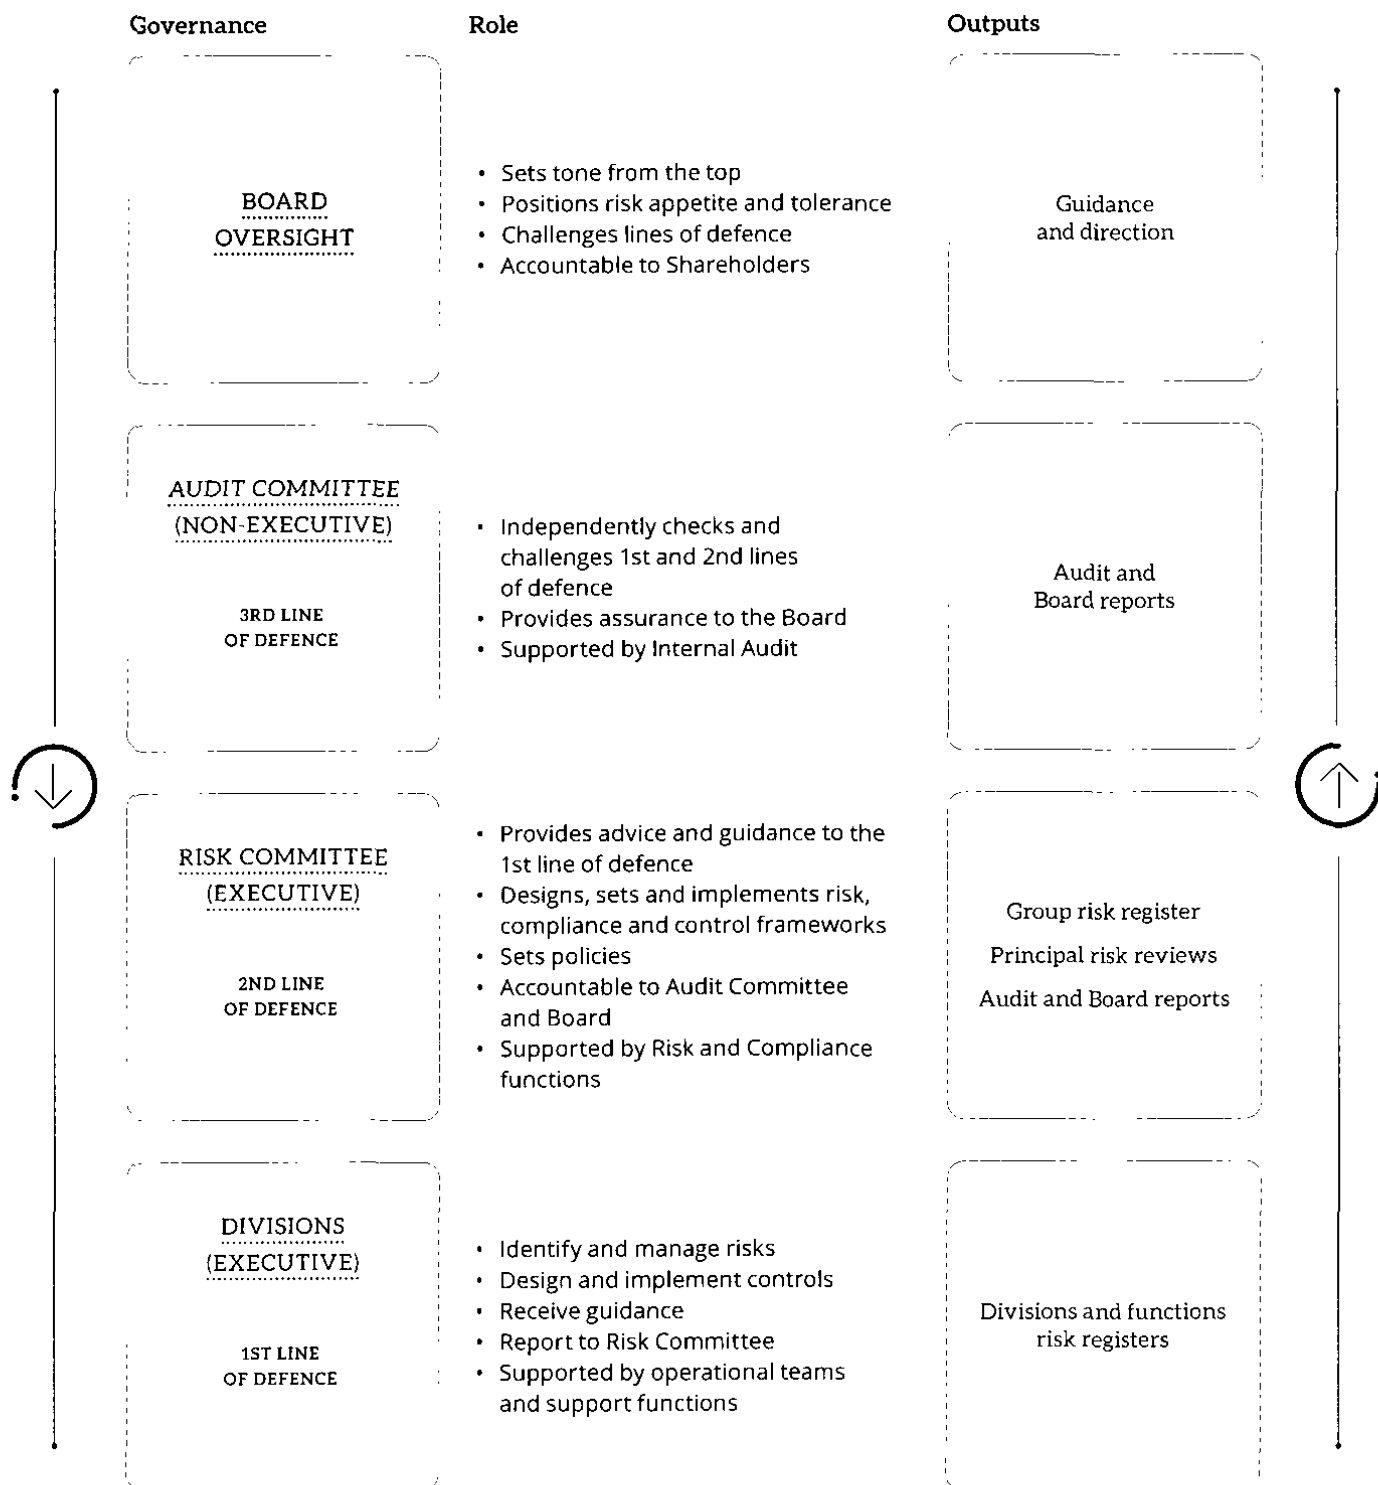 Governance
Role
Outputs
BOARD
OVERSIGHT
• Sets tone from the top
• Positions risk appetite and tolerance
• Challenges lines of defence
• Accountable to Shareholders
Guidance
and direction
AUDIT COMMITTEE
(NON-EXECUTIVE)
3RD LINE
OF DEFENCE
• Independently checks and
challenges 1st and 2nd lines
of defence
• Provides assurance to the Board
• Supported by Internal Audit
Audit and
Board reports
RISK COMMITTEE
(EXECUTIVE)
2ND LINE
OF DEFENCE
• Provides advice and guidance to the
1st line of defence
• Designs, sets and implements risk,
compliance and control frameworks
• Sets policies
• Accountable to Audit Committee
and Board
• Supported by Risk and Compliance
functions
Group risk register
Principal risk reviews
Audit and Board reports
DIVISIONS
(EXECUTIVE)
1ST LINE
OF DEFENCE
• Identify and manage risks
• Design and implement controls
• Receive guidance
• Report to Risk Committee
• Supported by operational teams
and support functions
Divisions and functions
risk registers